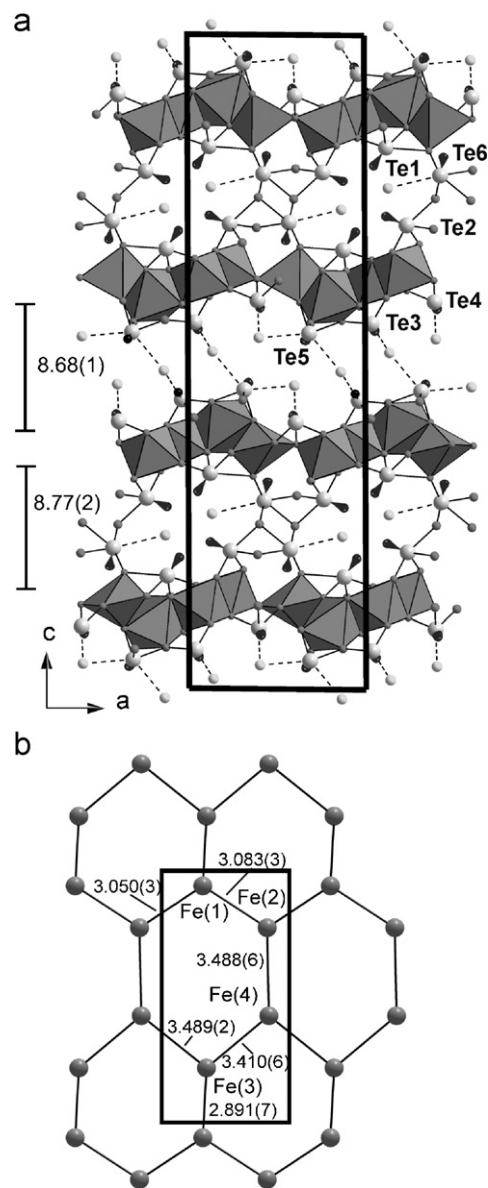 a
Te1
Te6
Te2
Te4
Te3
Te5
8.68(1)
8.77(2)
c
a
b
3.083(3)
3.050(3)
Fe(2)
Fe(1)
3.488(6)
Fe(4)
3.489(2)
3.410(6)
Fe(3)
2.891(7)